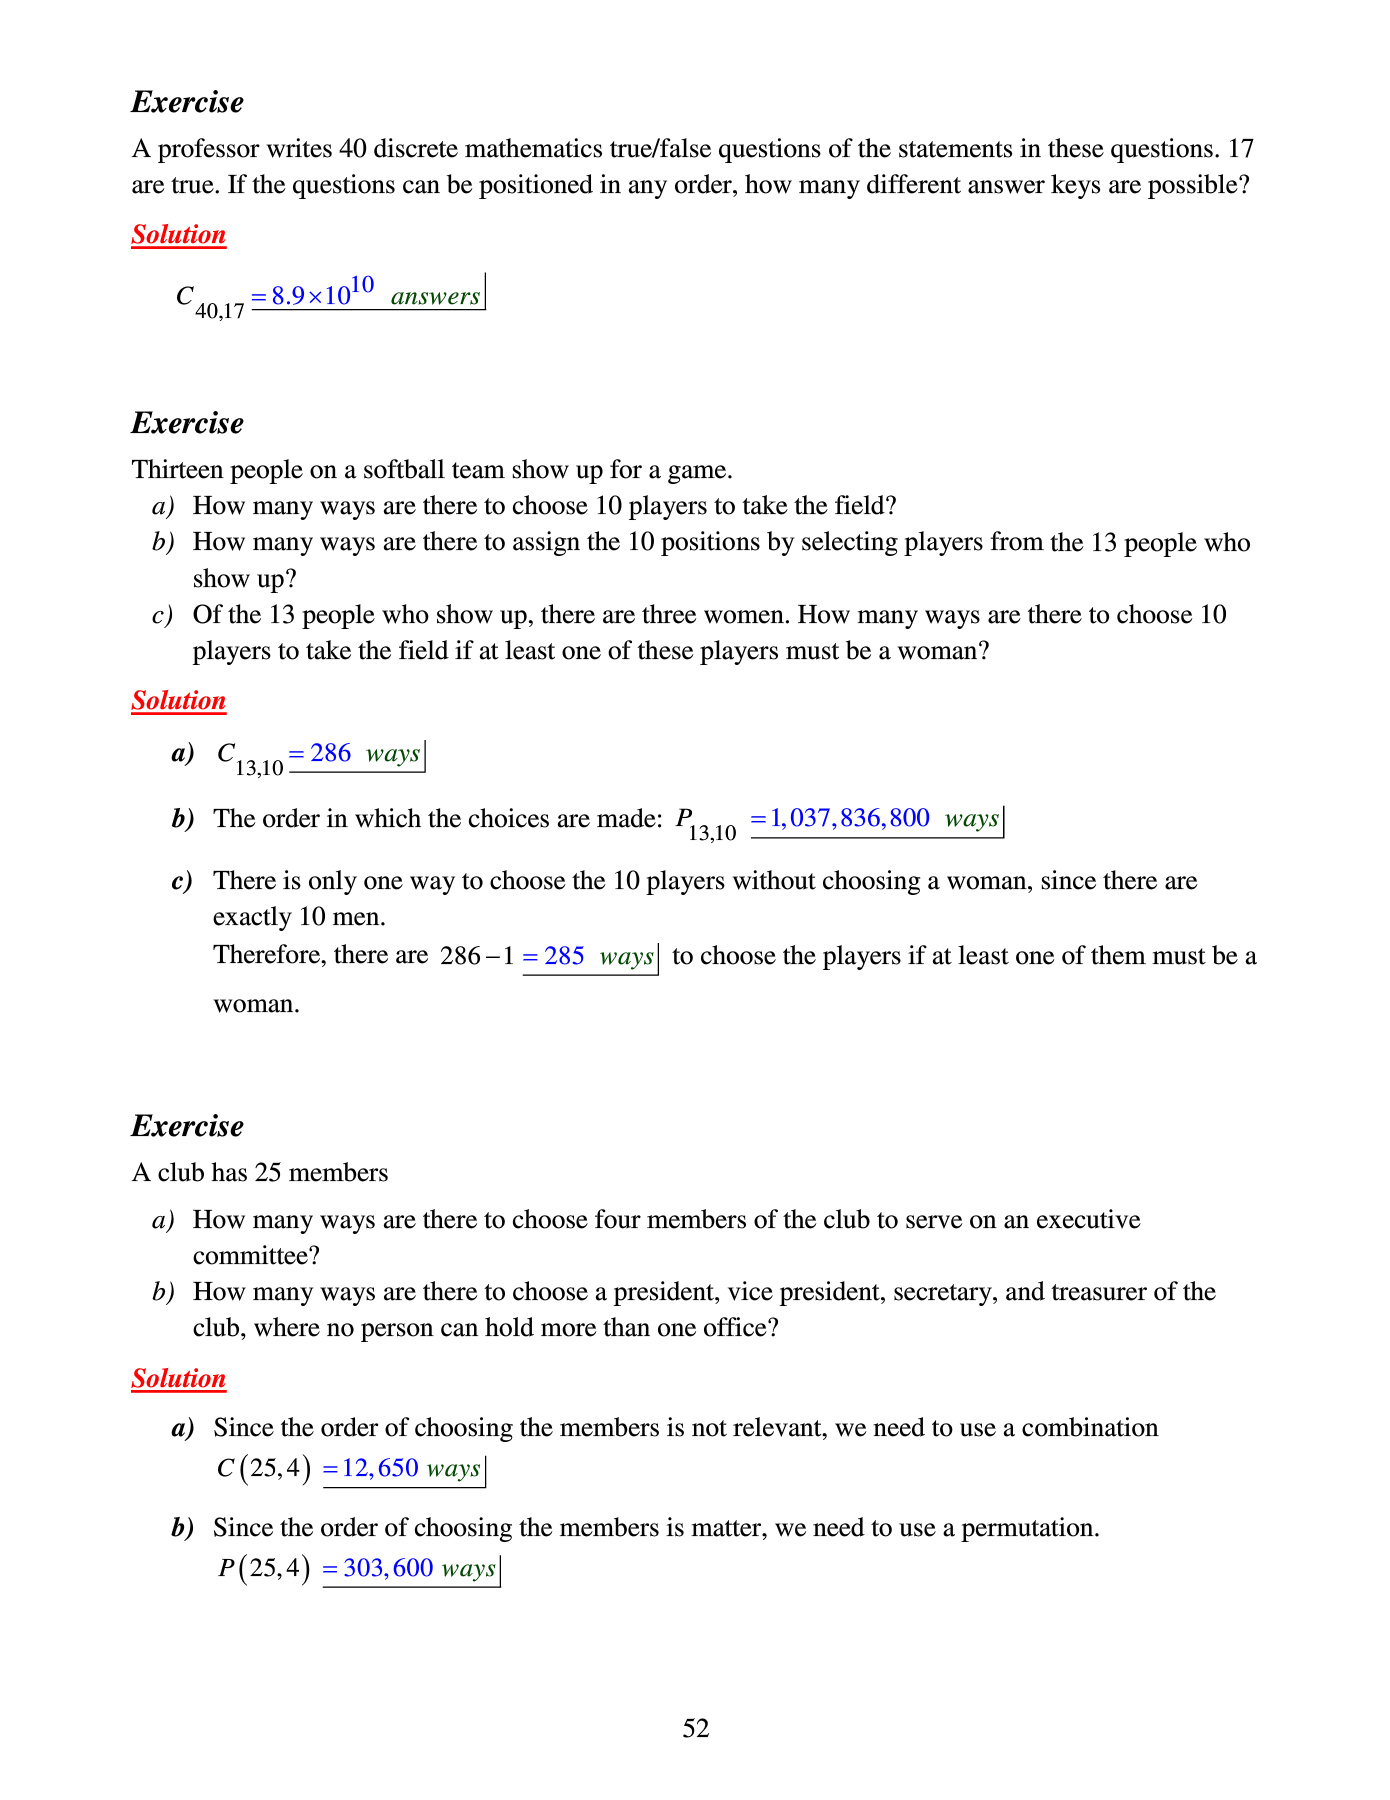 Exercise
A professor writes 40 discrete mathematics true/false questions of the statements in these questions. 17
are true. If the questions can be positioned in any order, how many different answer keys are possible?
Solution
C_{40,17} = 8.9×10^{10} answers
Exercise
Thirteen people on a softball team show up for a game.
a) How many ways are there to choose 10 players to take the field?
b) How many ways are there to assign the 10 positions by selecting players from the 13 people who
show up?
c) Of the 13 people who show up, there are three women. How many ways are there to choose 10
players to take the field if at least one of these players must be a woman?
Solution
a) C_{13,10} = 286 ways
b) The order in which the choices are made: P_{13,10} = 1,037,836,800 ways
c) There is only one way to choose the 10 players without choosing a woman, since there are
exactly 10 men.
Therefore, there are 286 − 1 = 285 ways to choose the players if at least one of them must be a
woman.
Exercise
A club has 25 members
a) How many ways are there to choose four members of the club to serve on an executive
committee?
b) How many ways are there to choose a president, vice president, secretary, and treasurer of the
club, where no person can hold more than one office?
Solution
a) Since the order of choosing the members is not relevant, we need to use a combination
C(25,4) = 12,650 ways
b) Since the order of choosing the members is matter, we need to use a permutation.
P(25,4) = 303,600 ways
52